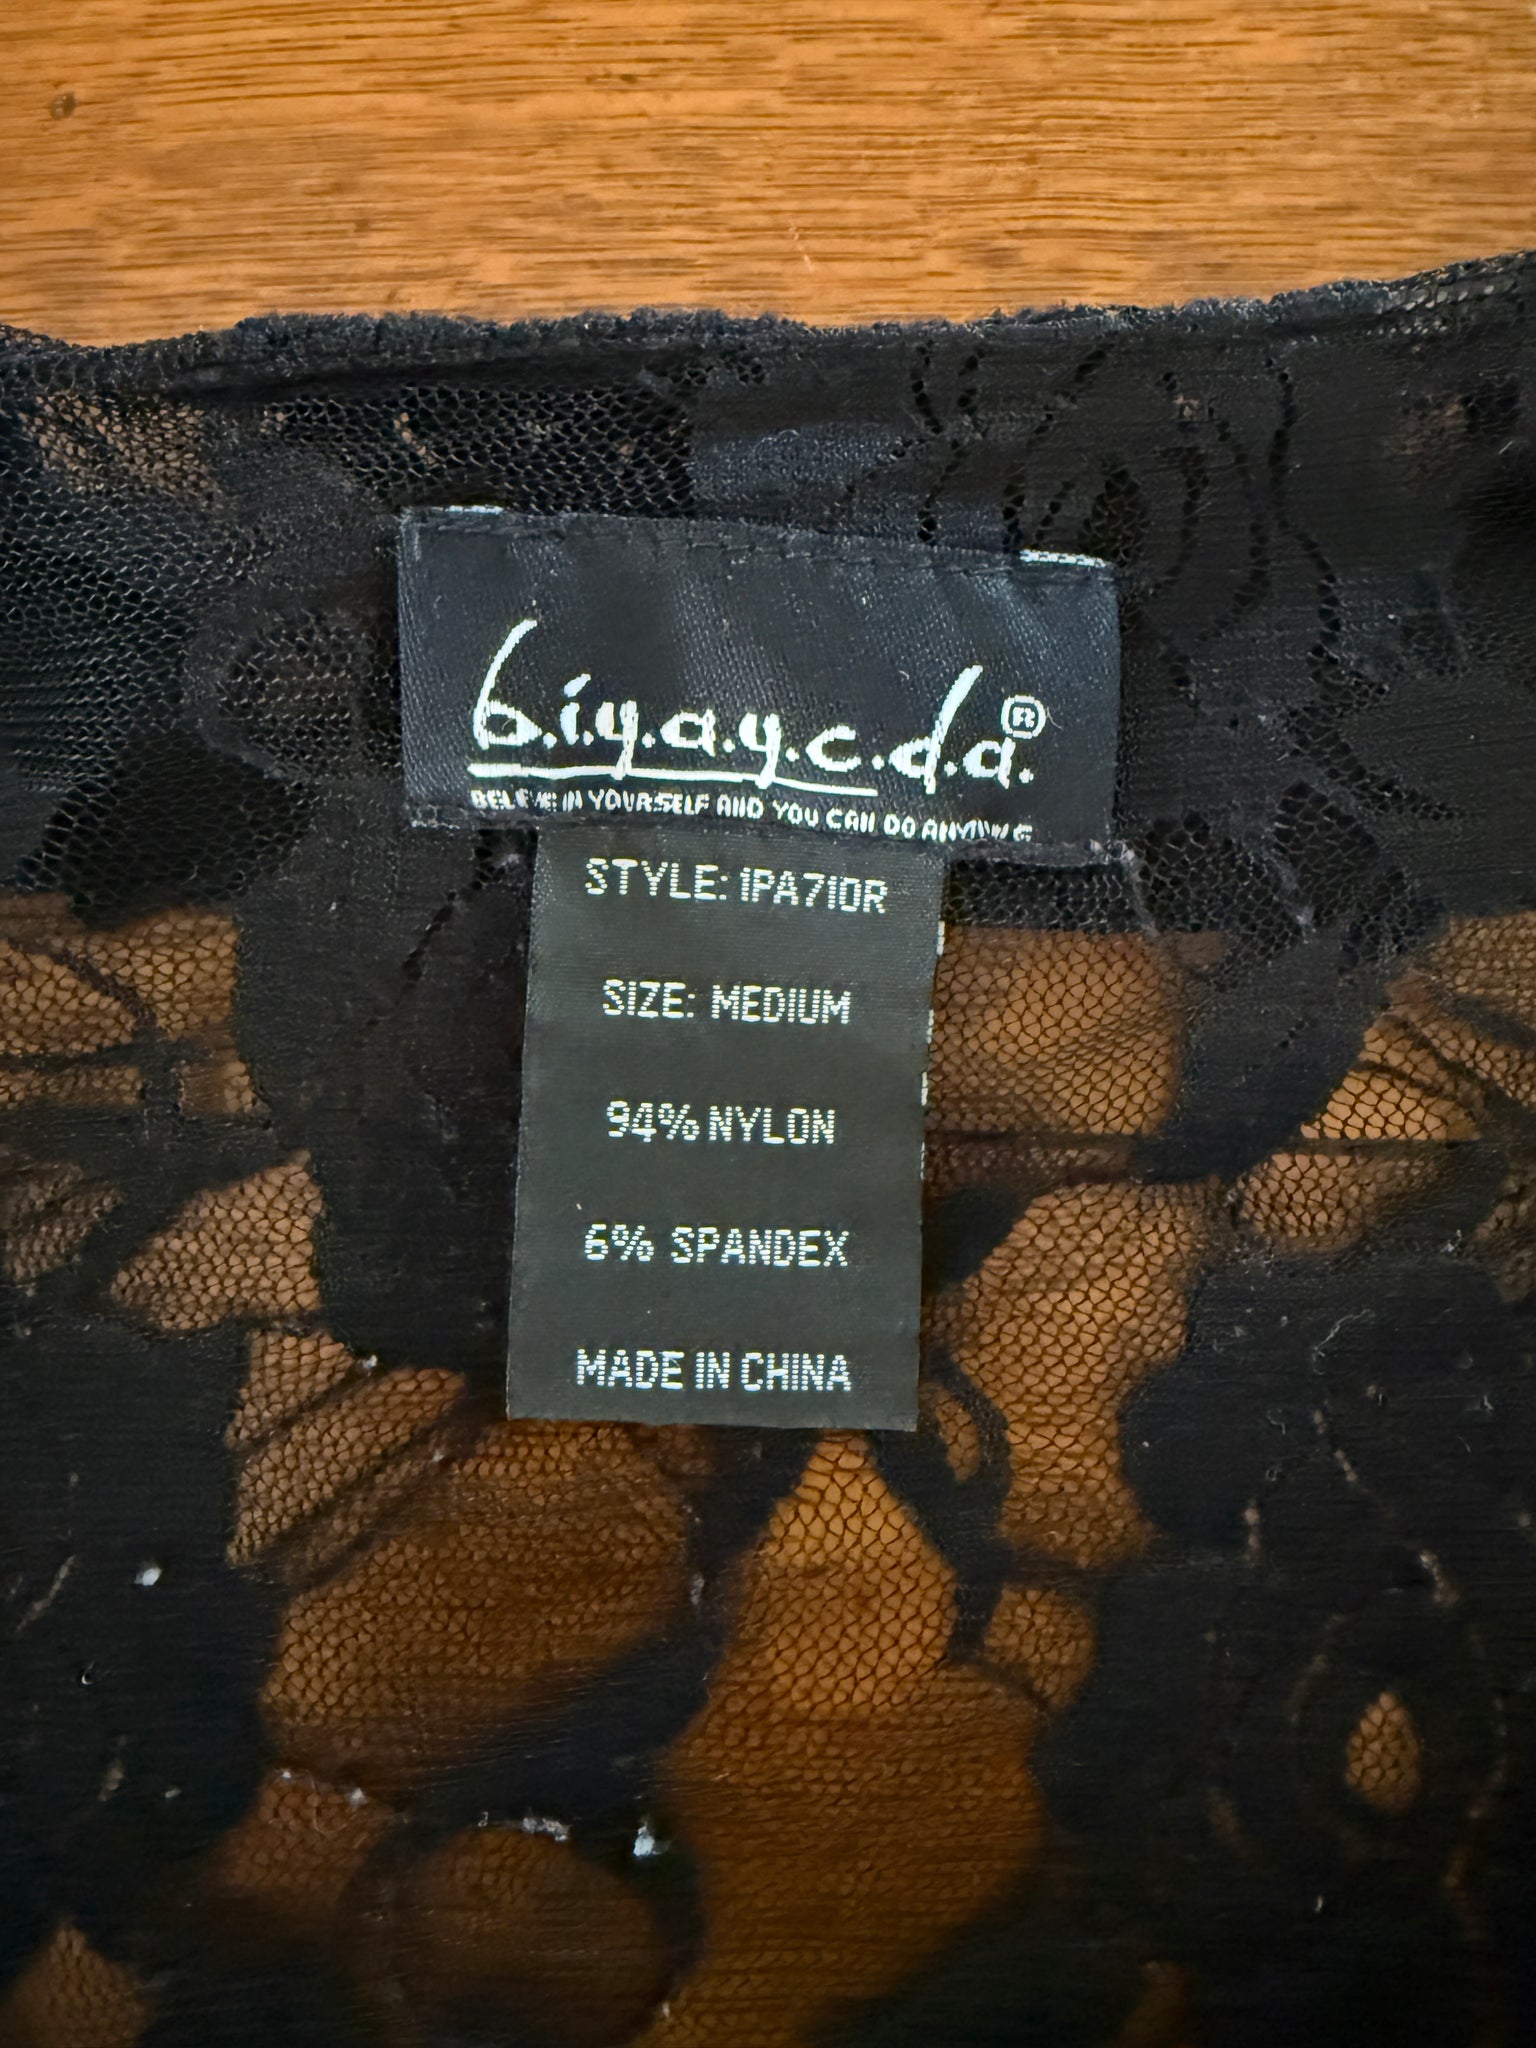 b.i.y.a.y.c.d.a.®
BELIEVE IN YOURSELF AND YOU CAN DO ANYTHING
STYLE: 1PA710R
SIZE: MEDIUM
94% NYLON
6% SPANDEX
MADE IN CHINA